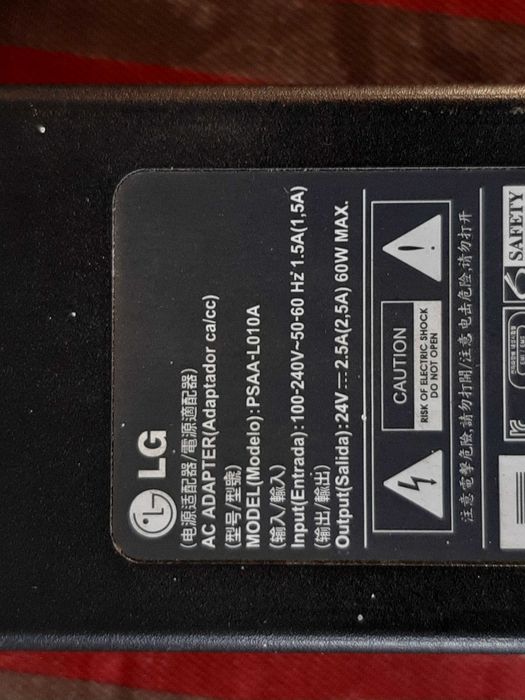 LG
(电源适配器/電源適配器)
AC ADAPTER(Adaptador ca/cc)
(型号/型號)
MODEL(Modelo):PSAA-L010A
(输入/輸入)
Input(Entrada):100-240V~50-60 Hz 1.5A(1,5A)
(输出/輸出)
Output(Salida):24V⎓2.5A(2,5A) 60W MAX.
CAUTION
RISK OF ELECTRIC SHOCK
DO NOT OPEN
注意電擊危險,請勿打開/注意电击危险,请勿打开
SAFETY